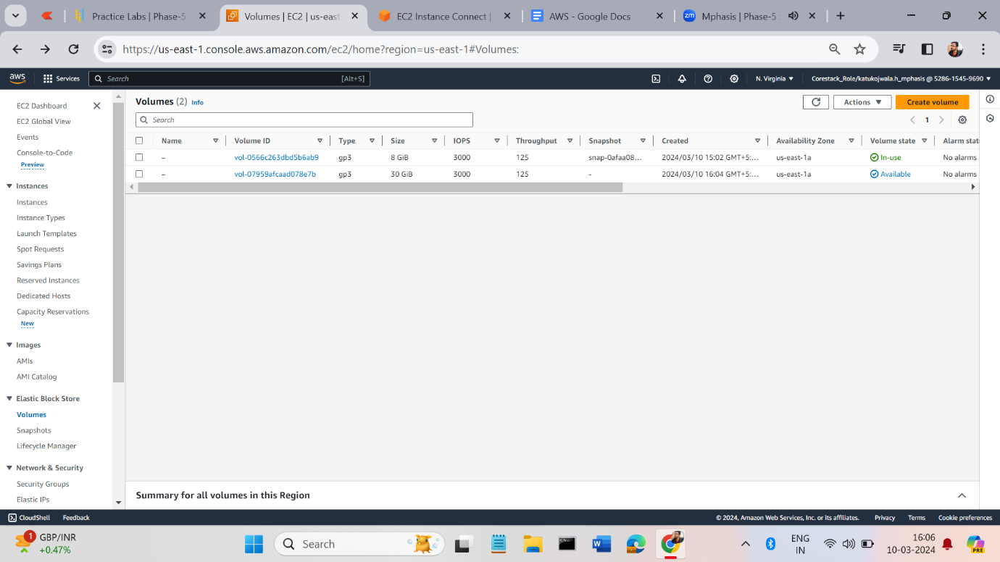 Practice Labs | Phase-5
Volumes | EC2 | us-east
EC2 Instance Connect |
AWS - Google Docs
zm
Mphasis | Phase-5
https://us-east-1.console.aws.amazon.com/ec2/home?region=us-east-1#Volumes:
aws
Services
Search
[Alt+S]
N. Virginia
Corestack_Role/katukojwala.h_mphasis @ 5286-1545-9690
EC2 Dashboard
EC2 Global View
Events
Console-to-Code
Preview
Instances
Instances
Instance Types
Launch Templates
Spot Requests
Savings Plans
Reserved Instances
Dedicated Hosts
Capacity Reservations
New
Images
AMIs
AMI Catalog
Elastic Block Store
Volumes
Snapshots
Lifecycle Manager
Network & Security
Security Groups
Elastic IPs
Volumes (2) Info
Actions
Create volume
Search
1
Name Volume ID Type Size IOPS Throughput Snapshot Created Availability Zone Volume state Alarm stat
– vol-0566c263dbd5b6ab9 gp3 8 GiB 3000 125 snap-0afaa08... 2024/03/10 15:02 GMT+5:... us-east-1a In-use No alarms
– vol-07959afcaad078e7b gp3 30 GiB 3000 125 - 2024/03/10 16:04 GMT+5:... us-east-1a Available No alarms
Summary for all volumes in this Region
CloudShell
Feedback
© 2024, Amazon Web Services, Inc. or its affiliates.
Privacy
Terms
Cookie preferences
1
GBP/INR
+0.47%
Search
W
ENG
IN
16:06
10-03-2024
PRE